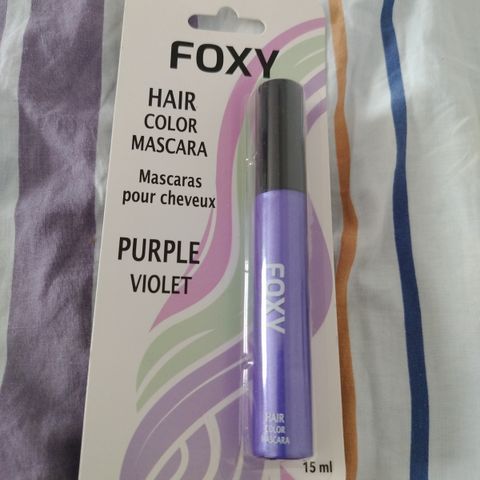 FOXY
HAIR
COLOR
MASCARA
Mascaras
pour cheveux
PURPLE
VIOLET
FOXY
HAIR
COLOR
MASCARA
15 ml